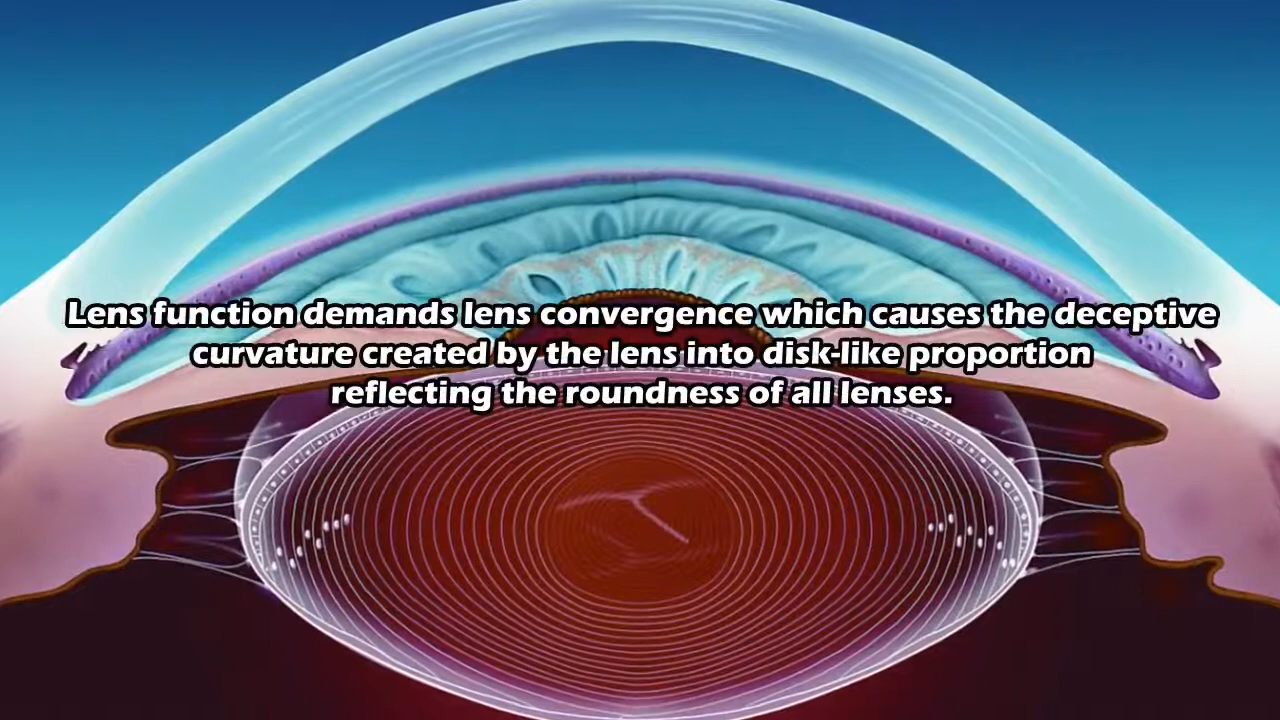 Lens function demands lens convergence which causes the deceptive
curvature created by the lens into disk-like proportion
reflecting the roundness of all lenses.